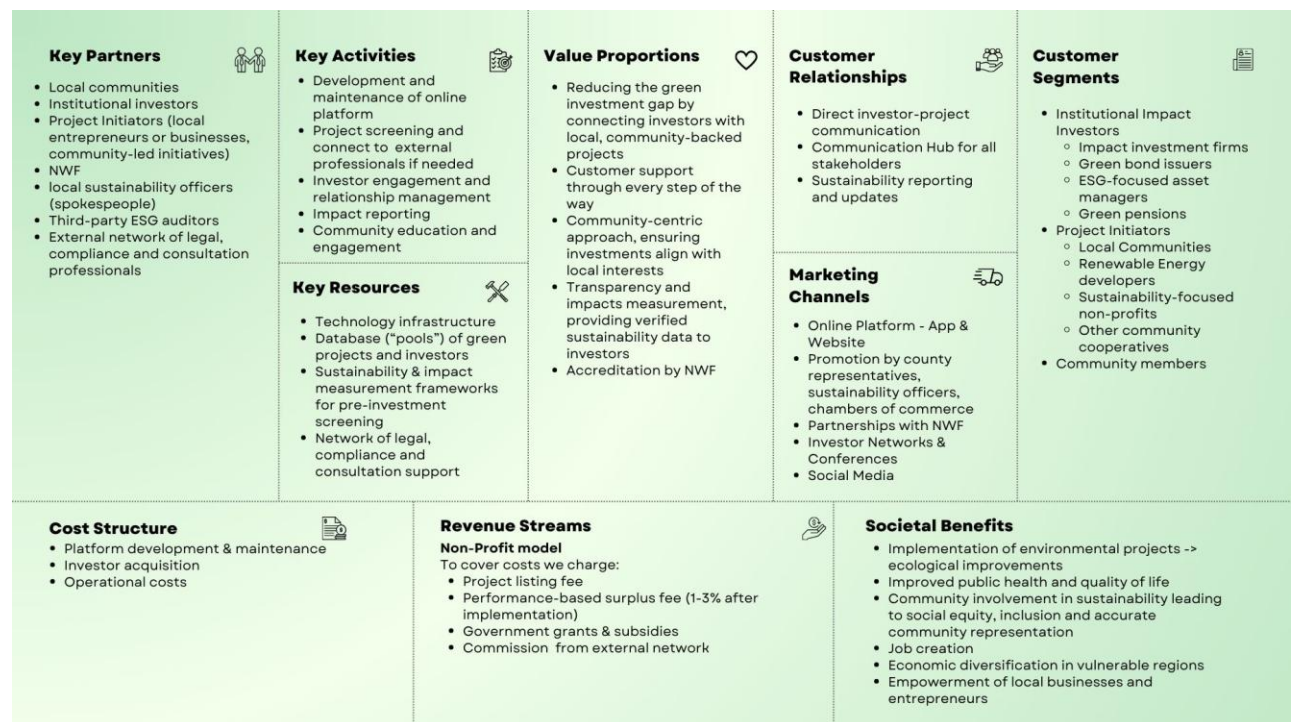 Key Partners
• Local communities
• Institutional investors
• Project Initiators (local
entrepreneurs or businesses,
community-led initiatives)
• NWF
• local sustainability officers
(spokespeople)
• Third-party ESG auditors
• External network of legal,
compliance and consultation
professionals
Key Activities
• Development and
maintenance of online
platform
• Project screening and
connect to external
professionals if needed
• Investor engagement and
relationship management
• Impact reporting
• Community education and
engagement
Key Resources
• Technology infrastructure
• Database (“pools”) of green
projects and investors
• Sustainability & impact
measurement frameworks
for pre-investment
screening
• Network of legal,
compliance and
consultation support
Value Proportions
• Reducing the green
investment gap by
connecting investors with
local, community-backed
projects
• Customer support
through every step of the
way
• Community-centric
approach, ensuring
investments align with
local interests
• Transparency and
impacts measurement,
providing verified
sustainability data to
investors
• Accreditation by NWF
Customer
Relationships
• Direct investor-project
communication
• Communication Hub for all
stakeholders
• Sustainability reporting
and updates
Marketing
Channels
• Online Platform - App &
Website
• Promotion by county
representatives,
sustainability officers,
chambers of commerce
• Partnerships with NWF
• Investor Networks &
Conferences
• Social Media
Customer
Segments
• Institutional Impact
Investors
◦ Impact investment firms
◦ Green bond issuers
◦ ESG-focused asset
managers
◦ Green pensions
• Project Initiators
◦ Local Communities
◦ Renewable Energy
developers
◦ Sustainability-focused
non-profits
◦ Other community
cooperatives
• Community members
Cost Structure
• Platform development & maintenance
• Investor acquisition
• Operational costs
Revenue Streams
Non-Profit model
To cover costs we charge:
• Project listing fee
• Performance-based surplus fee (1-3% after
implementation)
• Government grants & subsidies
• Commission from external network
Societal Benefits
• Implementation of environmental projects ->
ecological improvements
• Improved public health and quality of life
• Community involvement in sustainability leading
to social equity, inclusion and accurate
community representation
• Job creation
• Economic diversification in vulnerable regions
• Empowerment of local businesses and
entrepreneurs